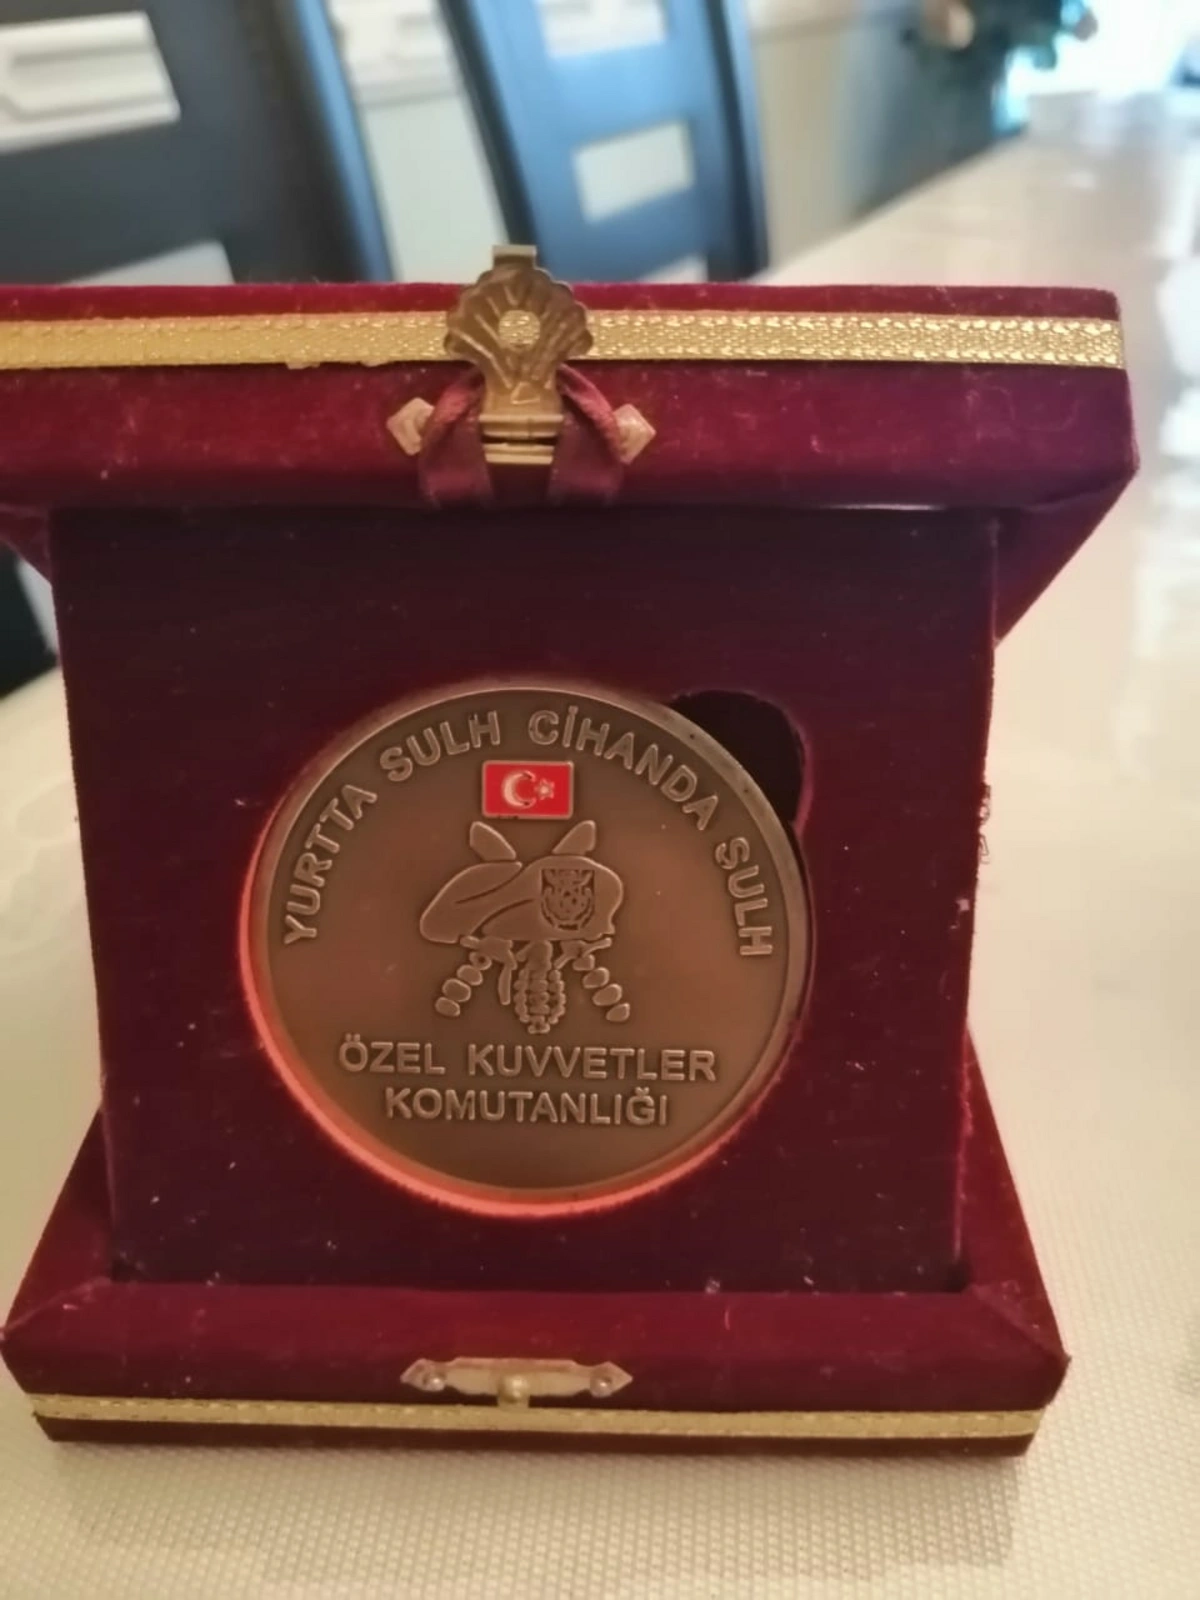 YURTTA SULH CİHANDA SULH
ÖZEL KUVVETLER
KOMUTANLIĞI